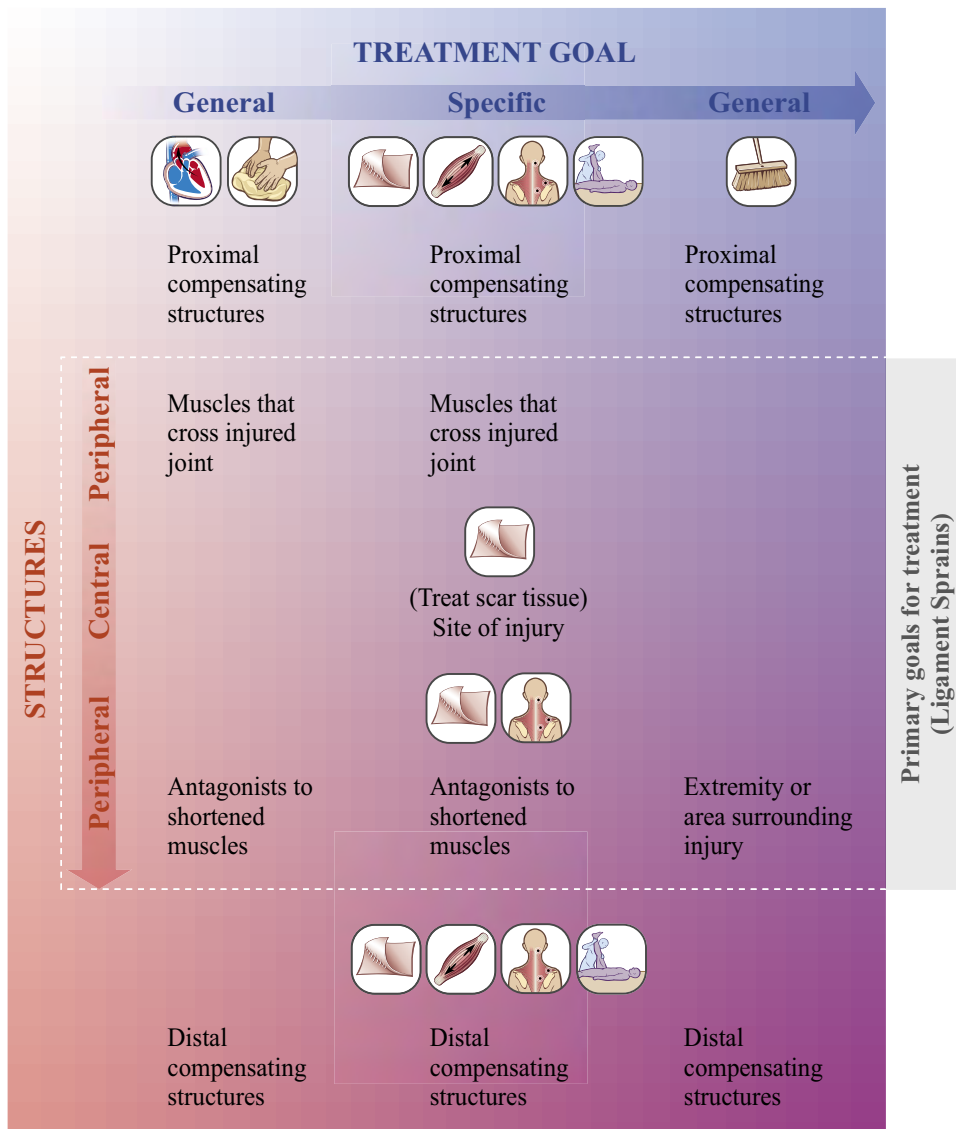 TREATMENT GOAL
General
Specific
General
Proximal
compensating
structures
Proximal
compensating
structures
Proximal
compensating
structures
STRUCTURES
Peripheral
Central
Peripheral
Muscles that
cross injured
joint
Muscles that
cross injured
joint
(Treat scar tissue)
Site of injury
Antagonists to
shortened
muscles
Antagonists to
shortened
muscles
Extremity or
area surrounding
injury
Primary goals for treatment
(Ligament Sprains)
Distal
compensating
structures
Distal
compensating
structures
Distal
compensating
structures